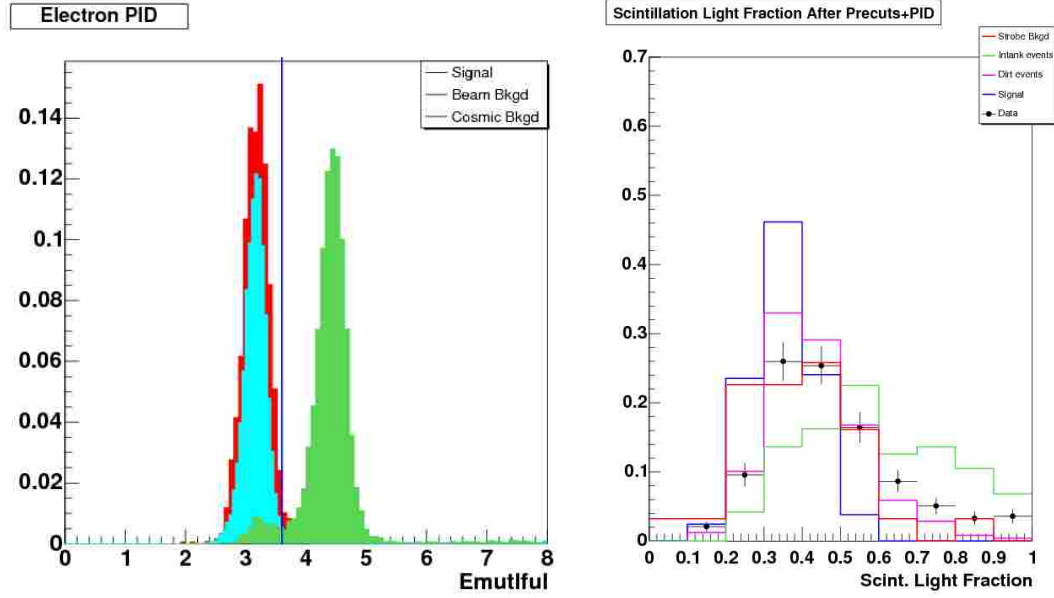 Electron PID
Signal
Beam Bkgd
Cosmic Bkgd
0.14
0.12
0.1
0.08
0.06
0.04
0.02
0
0 1 2 3 4 5 6 7 8
Emutlful
Scintillation Light Fraction After Precuts+PID
Strobe Bkgd
Intank events
Dirt events
Signal
Data
0.7
0.6
0.5
0.4
0.3
0.2
0.1
0
0 0.1 0.2 0.3 0.4 0.5 0.6 0.7 0.8 0.9 1
Scint. Light Fraction